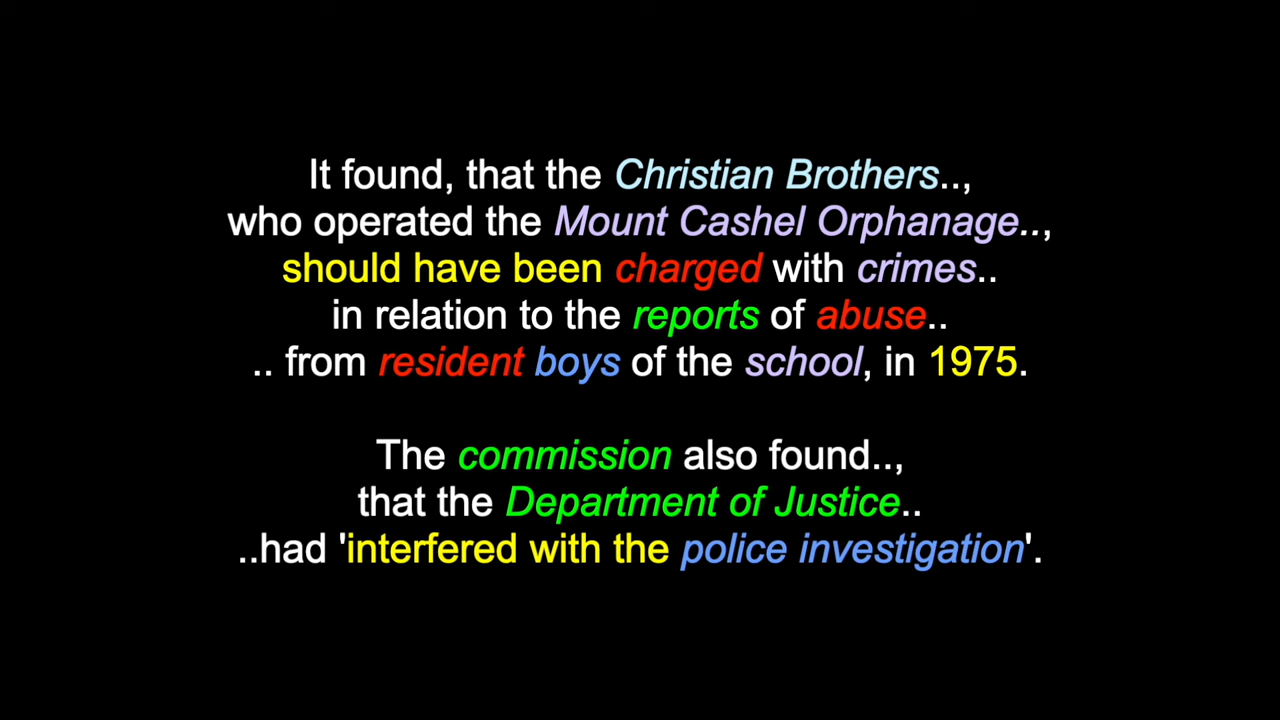 It found, that the Christian Brothers..,
who operated the Mount Cashel Orphanage..,
should have been charged with crimes..
in relation to the reports of abuse..
.. from resident boys of the school, in 1975.
The commission also found..,
that the Department of Justice..
..had 'interfered with the police investigation'.